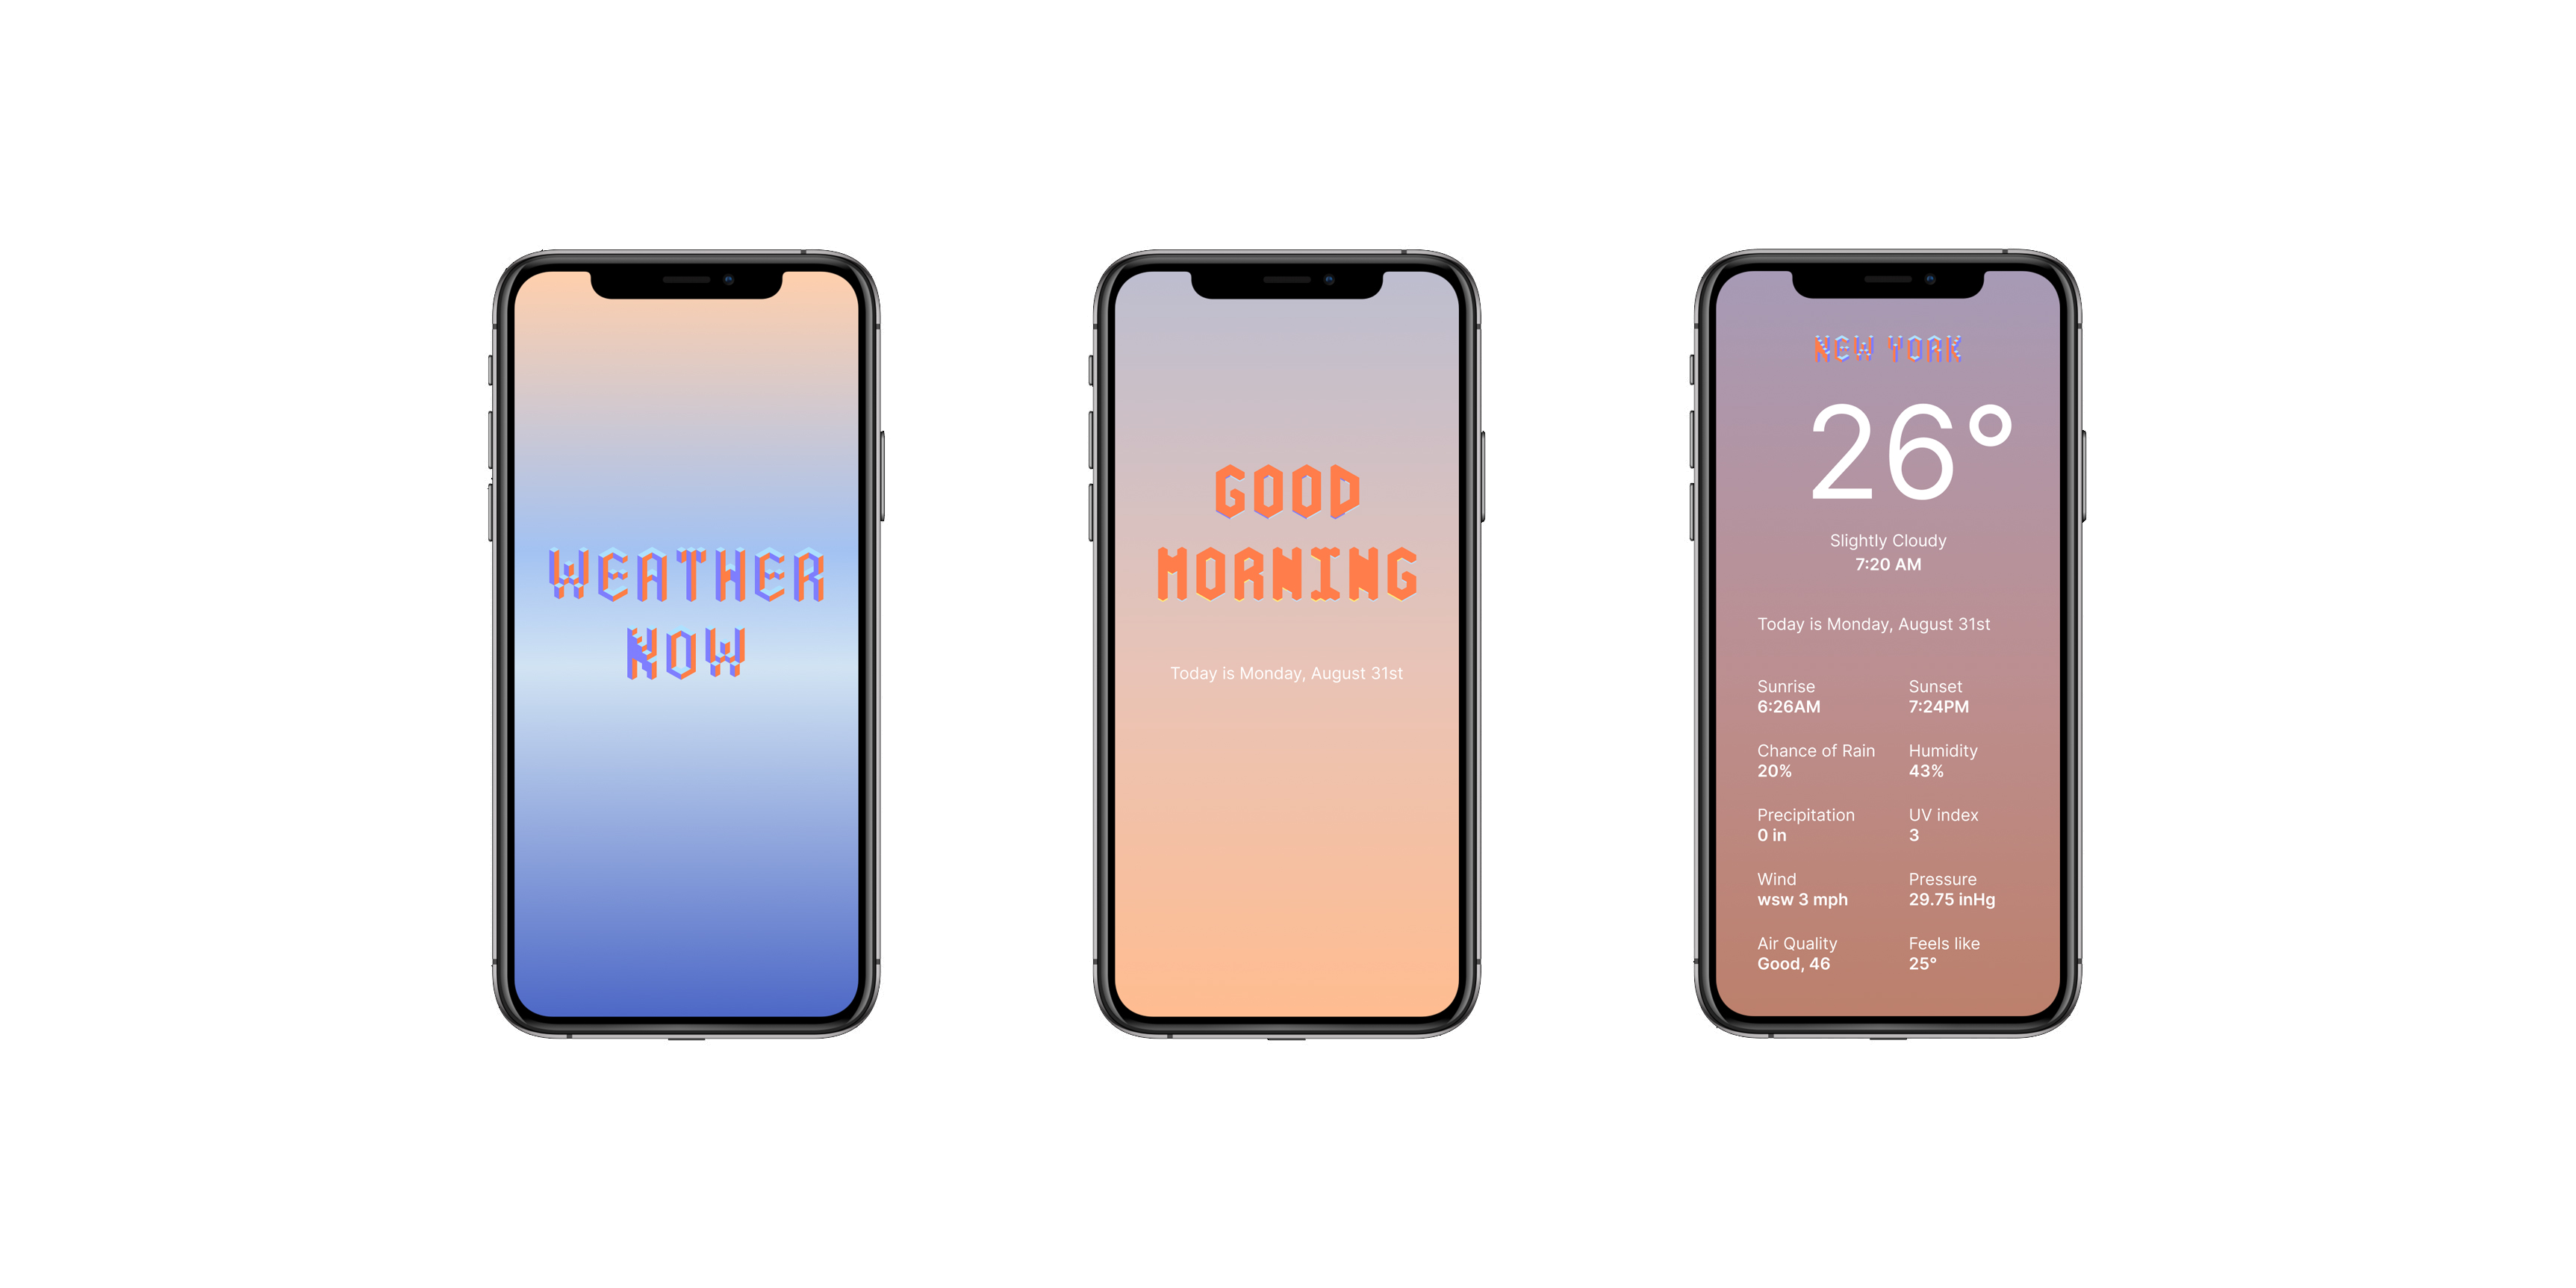 WEATHER
NOW
GOOD
MORNING
Today is Monday, August 31st
NEW YORK
26°
Slightly Cloudy
7:20 AM
Today is Monday, August 31st
Sunrise
6:26AM
Sunset
7:24PM
Chance of Rain
20%
Humidity
43%
Precipitation
0 in
UV index
3
Wind
wsw 3 mph
Pressure
29.75 inHg
Air Quality
Good, 46
Feels like
25°